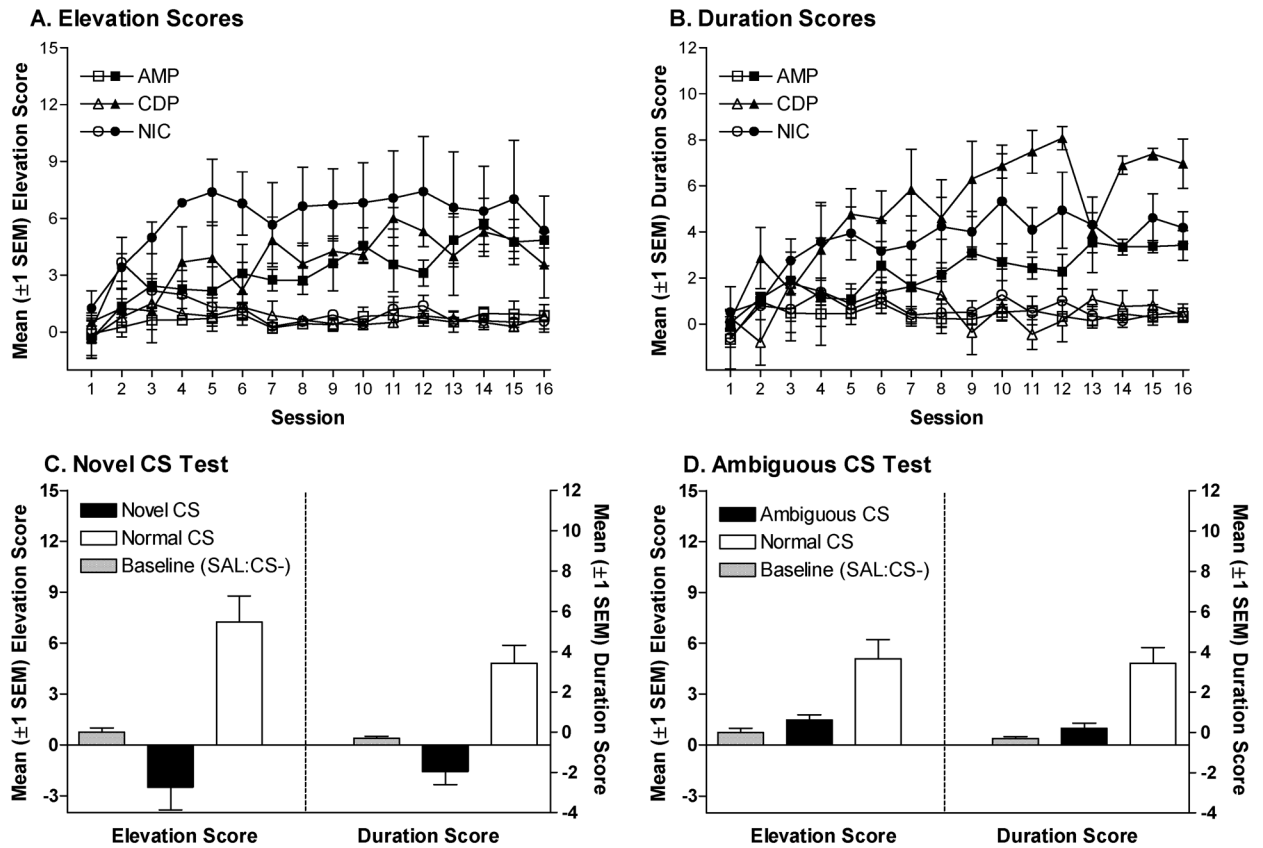 A. Elevation Scores
Mean (±1 SEM) Elevation Score
15
12
9
6
3
0
AMP
CDP
NIC
1 2 3 4 5 6 7 8 9 10 11 12 13 14 15 16
Session
B. Duration Scores
Mean (±1 SEM) Duration Score
12
10
8
6
4
2
0
AMP
CDP
NIC
1 2 3 4 5 6 7 8 9 10 11 12 13 14 15 16
Session
C. Novel CS Test
Mean (±1 SEM) Elevation Score
15
12
9
6
3
0
-3
Novel CS
Normal CS
Baseline (SAL:CS-)
12
10
8
6
4
2
0
-2
-4
Mean (±1 SEM) Duration Score
Elevation Score Duration Score
D. Ambiguous CS Test
Mean (±1 SEM) Elevation Score
15
12
9
6
3
0
-3
Ambiguous CS
Normal CS
Baseline (SAL:CS-)
12
10
8
6
4
2
0
-2
-4
Mean (±1 SEM) Duration Score
Elevation Score Duration Score